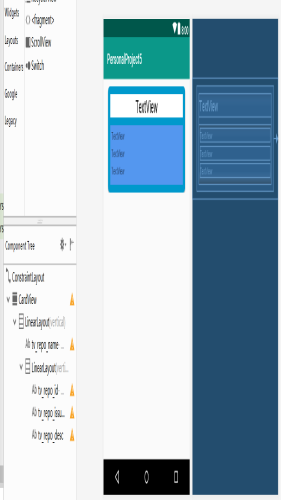 Widgets
<fragment>
Layouts
ScrollView
Containers
Switch
Google
Legacy
Component Tree
ConstraintLayout
CardView
LinearLayout(vertical)
Ab tv_repo_name ...
LinearLayout(verti...
Ab tv_repo_id ...
Ab tv_repo_issu...
Ab tv_repo_desc
8:00
PersonalProject5
TextView
TextView
TextView
TextView
TextView
TextView
TextView
TextView